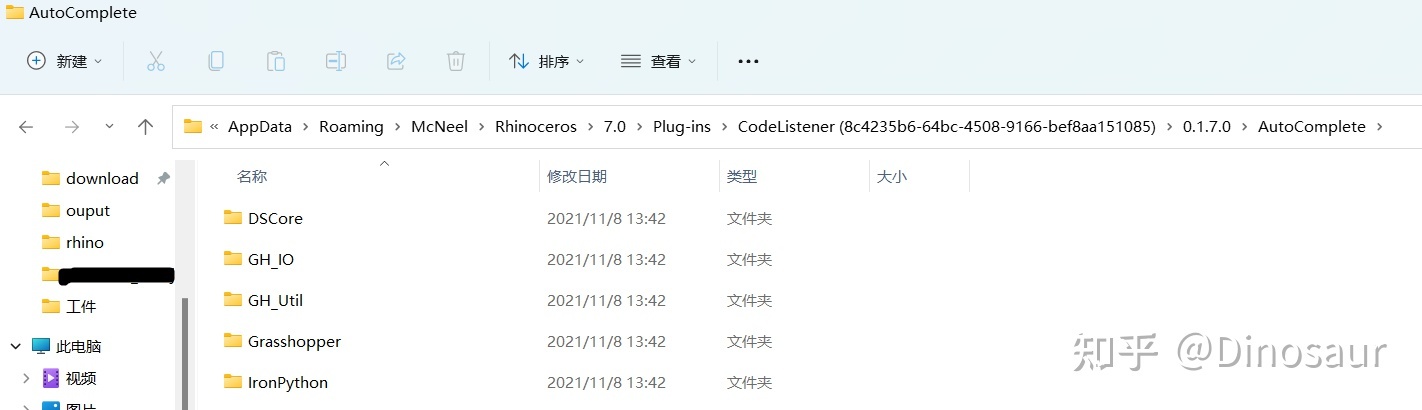 AutoComplete
新建 排序 查看
« AppData > Roaming > McNeel > Rhinoceros > 7.0 > Plug-ins > CodeListener (8c4235b6-64bc-4508-9166-bef8aa151085) > 0.1.7.0 > AutoComplete >
名称 修改日期 类型 大小
download
DSCore 2021/11/8 13:42 文件夹
ouput
rhino
GH_IO 2021/11/8 13:42 文件夹
GH_Util 2021/11/8 13:42 文件夹
工件
Grasshopper 2021/11/8 13:42 文件夹
此电脑
IronPython 2021/11/8 13:42 文件夹
视频
图片
知乎 @Dinosaur